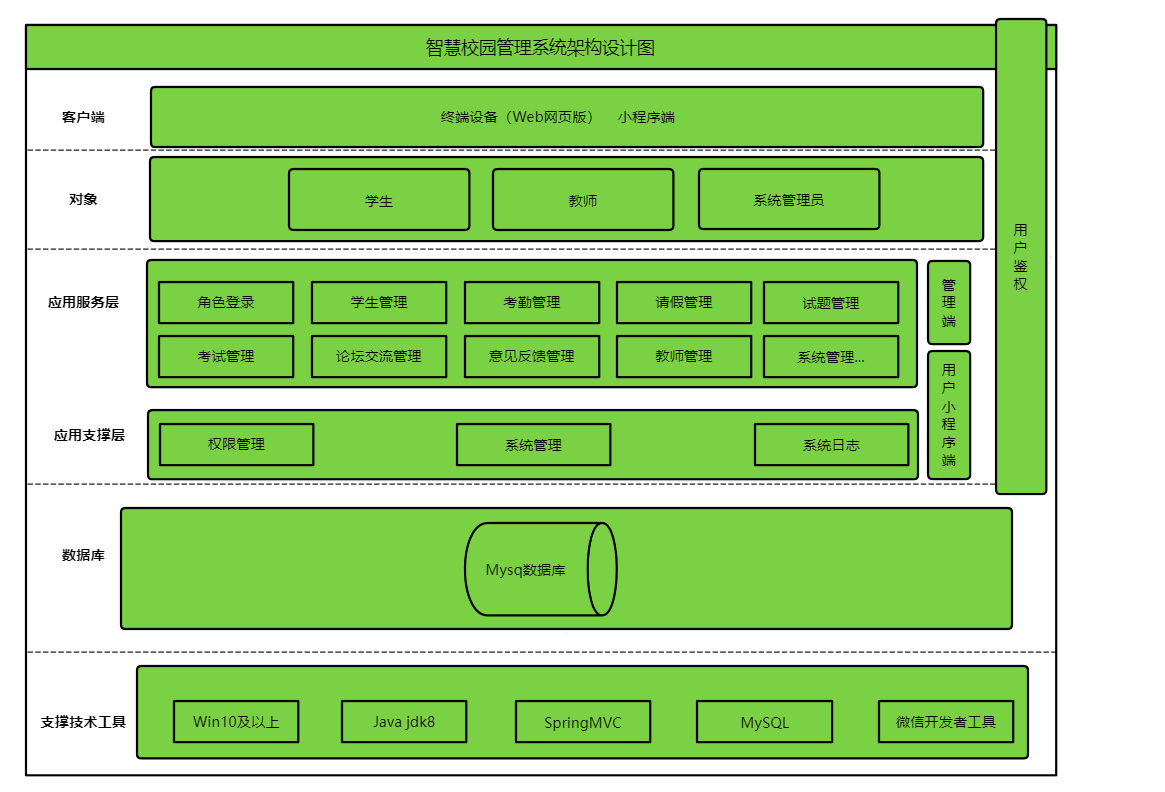 智慧校园管理系统架构设计图
客户端
终端设备（Web网页版） 小程序端
对象
学生
教师
系统管理员
用户鉴权
应用服务层
角色登录
学生管理
考勤管理
请假管理
试题管理
考试管理
论坛交流管理
意见反馈管理
教师管理
系统管理...
管理端
用户小程序端
应用支撑层
权限管理
系统管理
系统日志
数据库
Mysq数据库
支撑技术工具
Win10及以上
Java jdk8
SpringMVC
MySQL
微信开发者工具